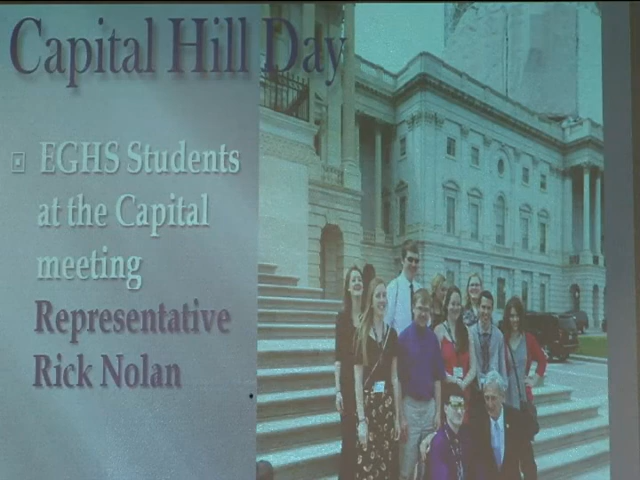 Capital Hill Day
EGHS Students
at the Capital
meeting
Representative
Rick Nolan